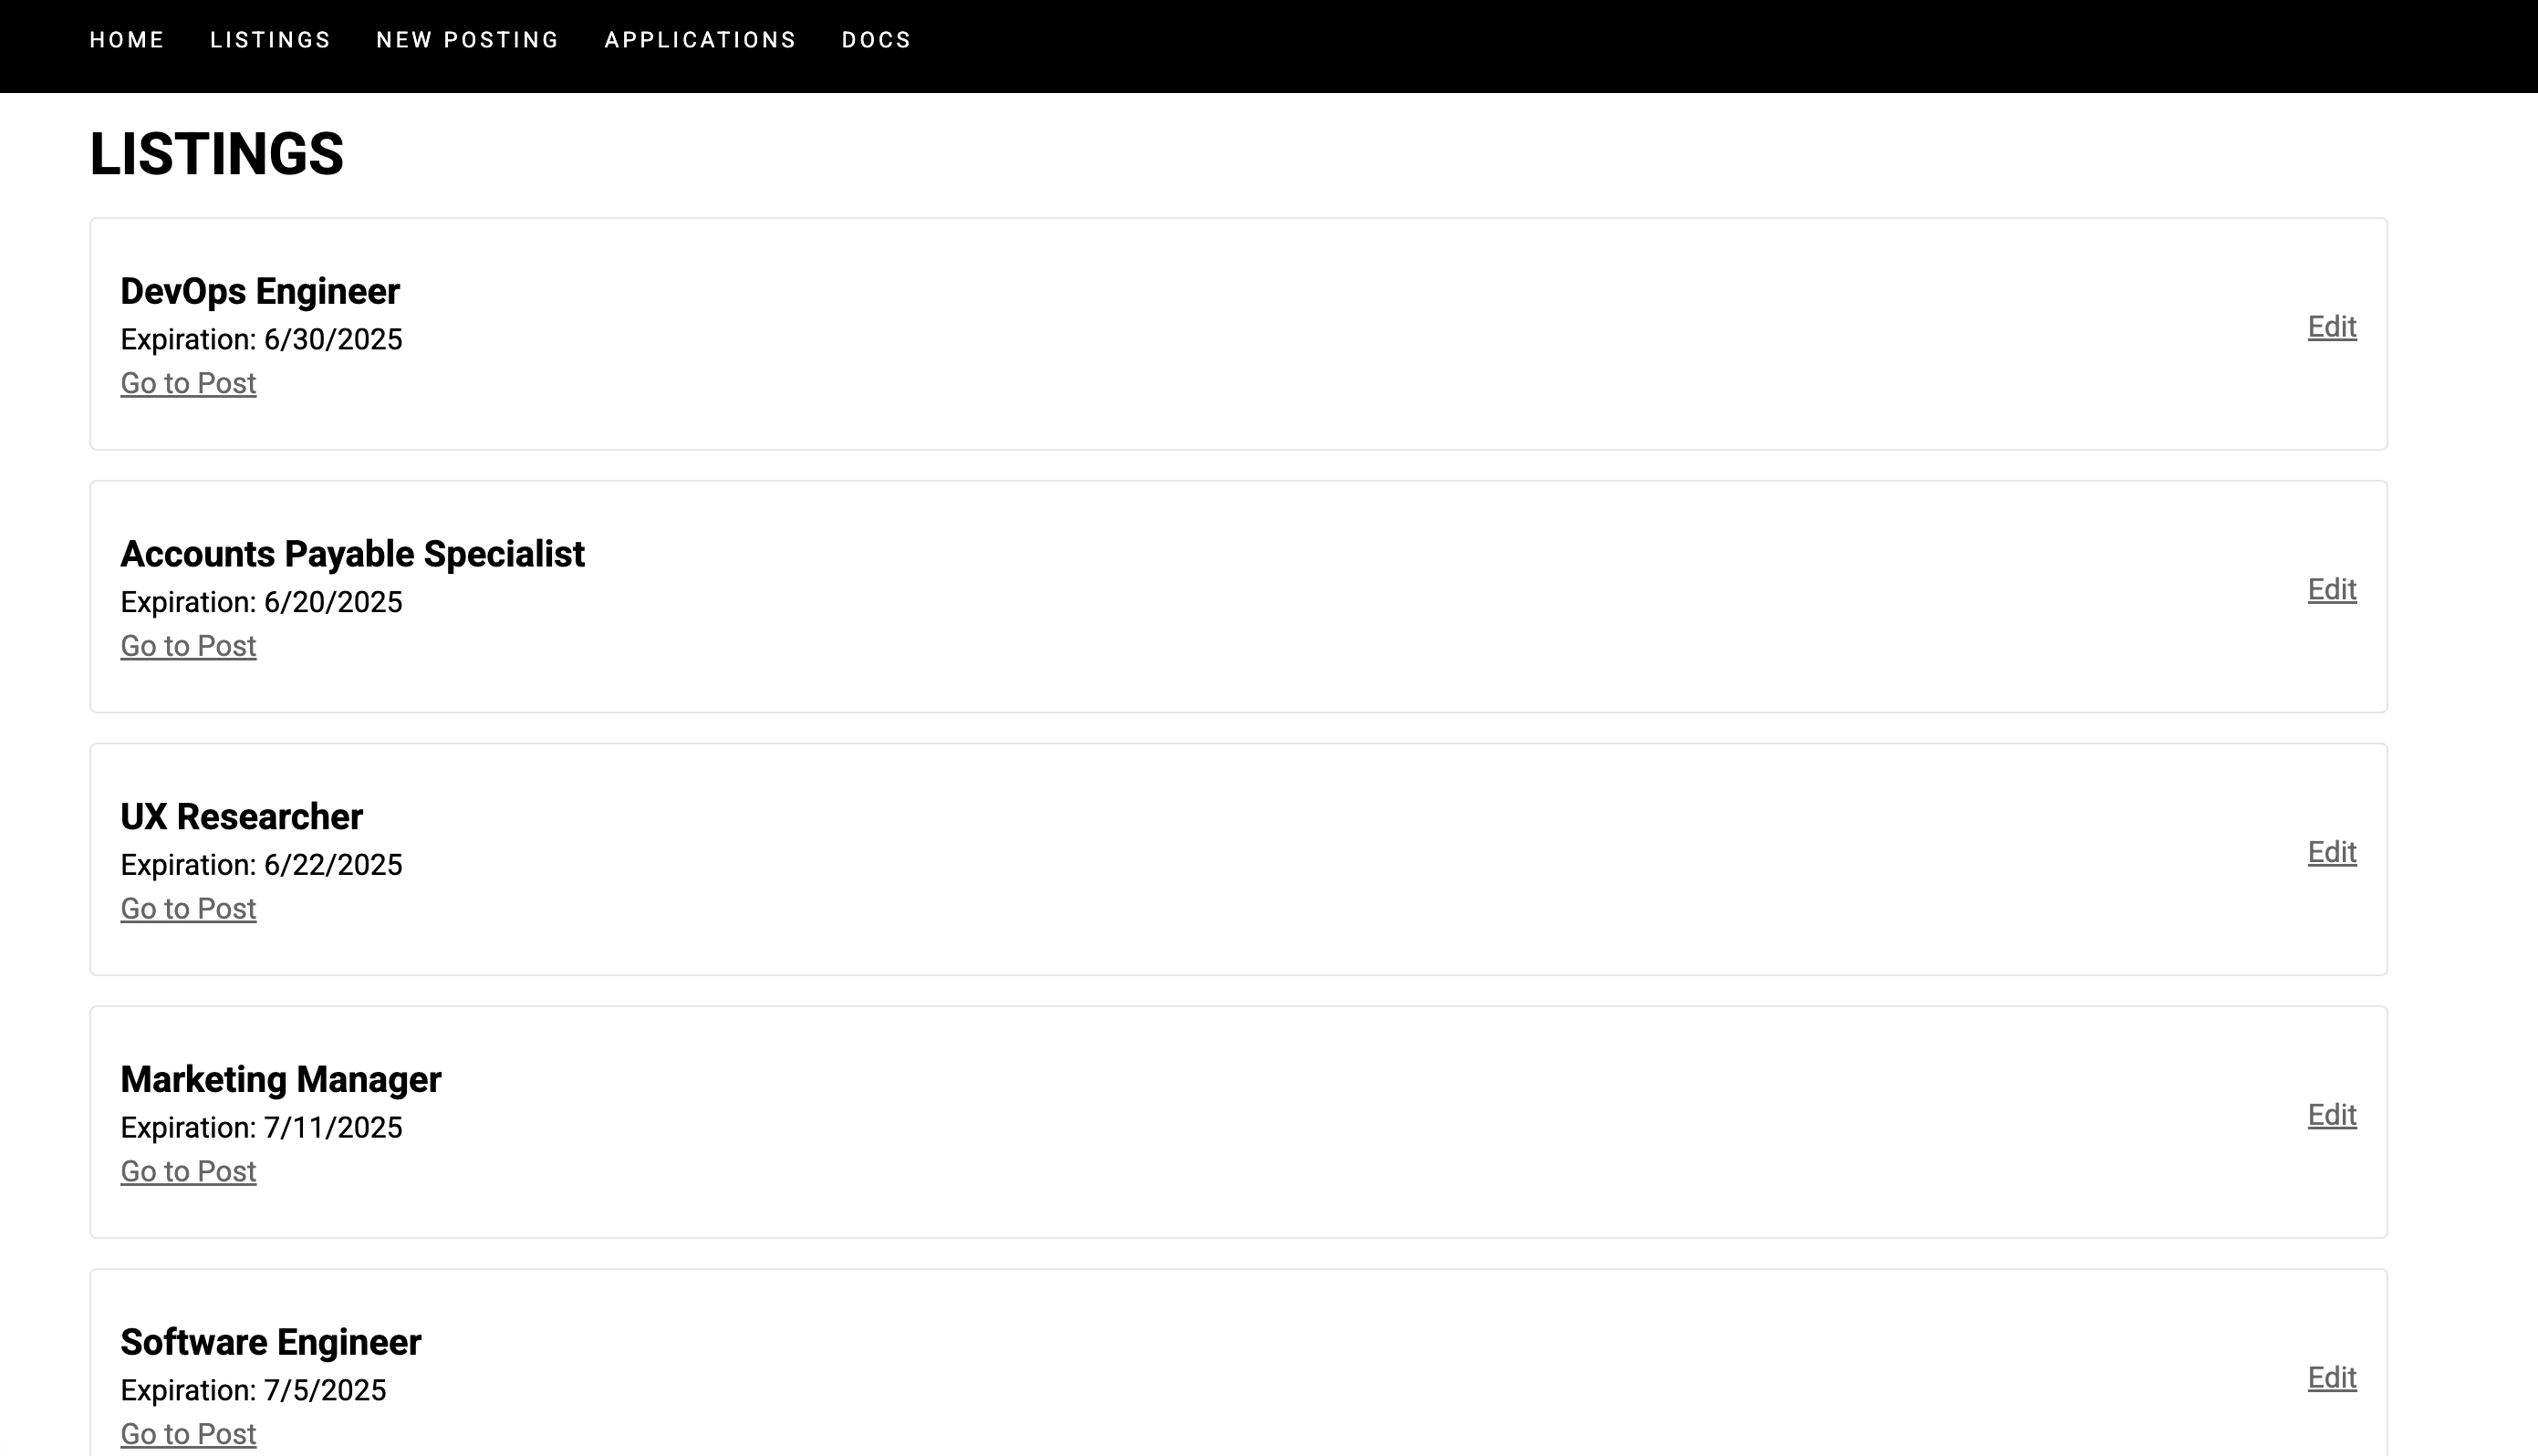 HOME LISTINGS NEW POSTING APPLICATIONS DOCS
LISTINGS
DevOps Engineer
Expiration: 6/30/2025
Go to Post
Edit
Accounts Payable Specialist
Expiration: 6/20/2025
Go to Post
Edit
UX Researcher
Expiration: 6/22/2025
Go to Post
Edit
Marketing Manager
Expiration: 7/11/2025
Go to Post
Edit
Software Engineer
Expiration: 7/5/2025
Go to Post
Edit